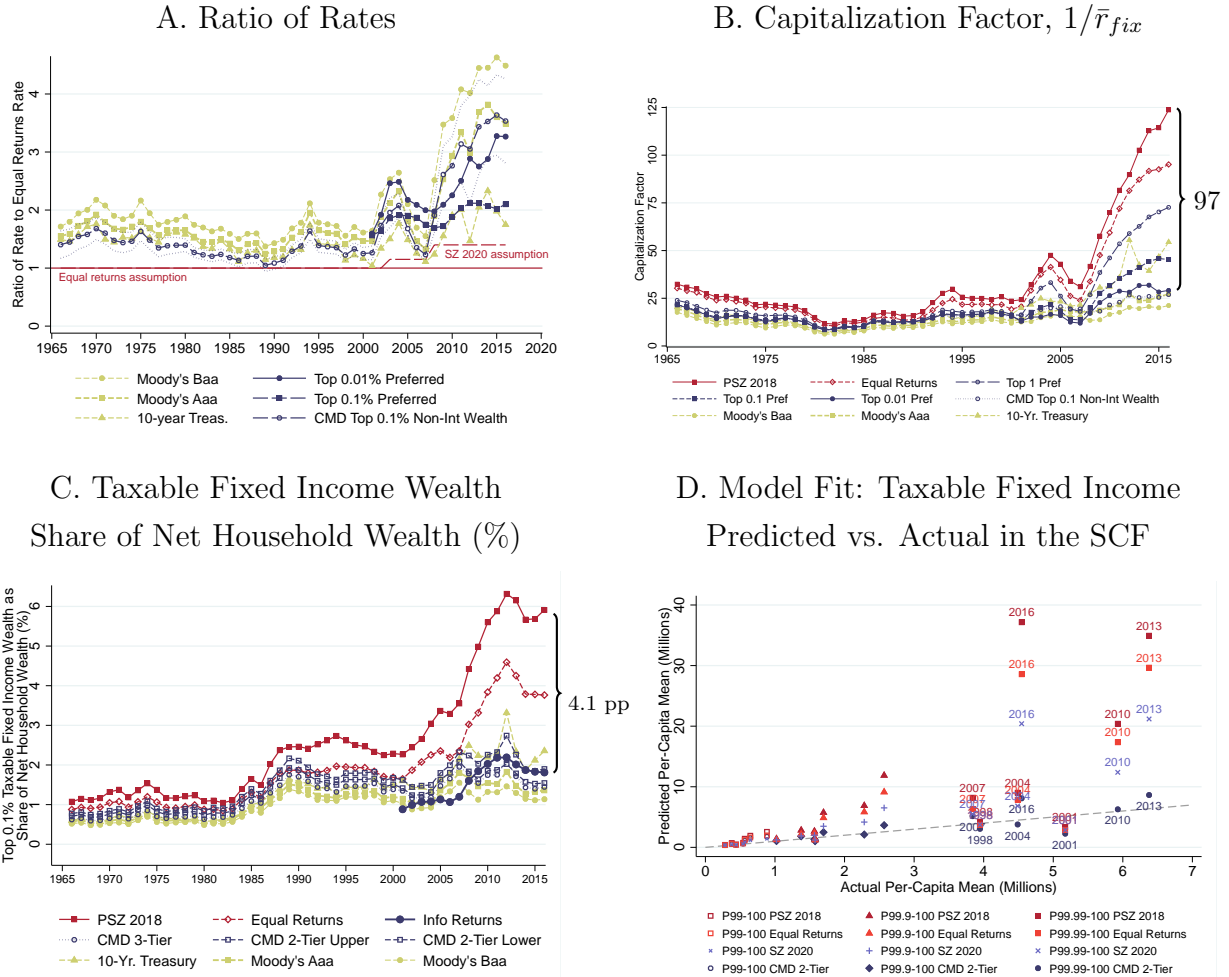 A. Ratio of Rates
Ratio of Rate to Equal Returns Rate
0 1 2 3 4
1965 1970 1975 1980 1985 1990 1995 2000 2005 2010 2015 2020
Equal returns assumption
SZ 2020 assumption
Moody's Baa
Top 0.01% Preferred
Moody's Aaa
Top 0.1% Preferred
10-year Treas.
CMD Top 0.1% Non-Int Wealth
B. Capitalization Factor, 1/r̄fix
Capitalization Factor
0 25 50 75 100 125
1965 1975 1985 1995 2005 2015
97
PSZ 2018
Equal Returns
Top 1 Pref
Top 0.1 Pref
Top 0.01 Pref
CMD Top 0.1 Non-Int Wealth
Moody's Baa
Moody's Aaa
10-Yr. Treasury
C. Taxable Fixed Income Wealth
Share of Net Household Wealth (%)
Top 0.1% Taxable Fixed Income Wealth as
Share of Net Household Wealth (%)
0 1 2 3 4 5 6
1965 1970 1975 1980 1985 1990 1995 2000 2005 2010 2015
4.1 pp
PSZ 2018
Equal Returns
Info Returns
CMD 3-Tier
CMD 2-Tier Upper
CMD 2-Tier Lower
10-Yr. Treasury
Moody's Aaa
Moody's Baa
D. Model Fit: Taxable Fixed Income
Predicted vs. Actual in the SCF
Predicted Per-Capita Mean (Millions)
0 10 20 30 40
2016
2013
2016
2013
2016
2013
2010
2010
2010
2007
2004
2016
2013
2010
2004
1998
2001
0 1 2 3 4 5 6 7
Actual Per-Capita Mean (Millions)
P99-100 PSZ 2018
P99.9-100 PSZ 2018
P99.99-100 PSZ 2018
P99-100 Equal Returns
P99.9-100 Equal Returns
P99.99-100 Equal Returns
P99-100 SZ 2020
P99.9-100 SZ 2020
P99.99-100 SZ 2020
P99-100 CMD 2-Tier
P99.9-100 CMD 2-Tier
P99.99-100 CMD 2-Tier